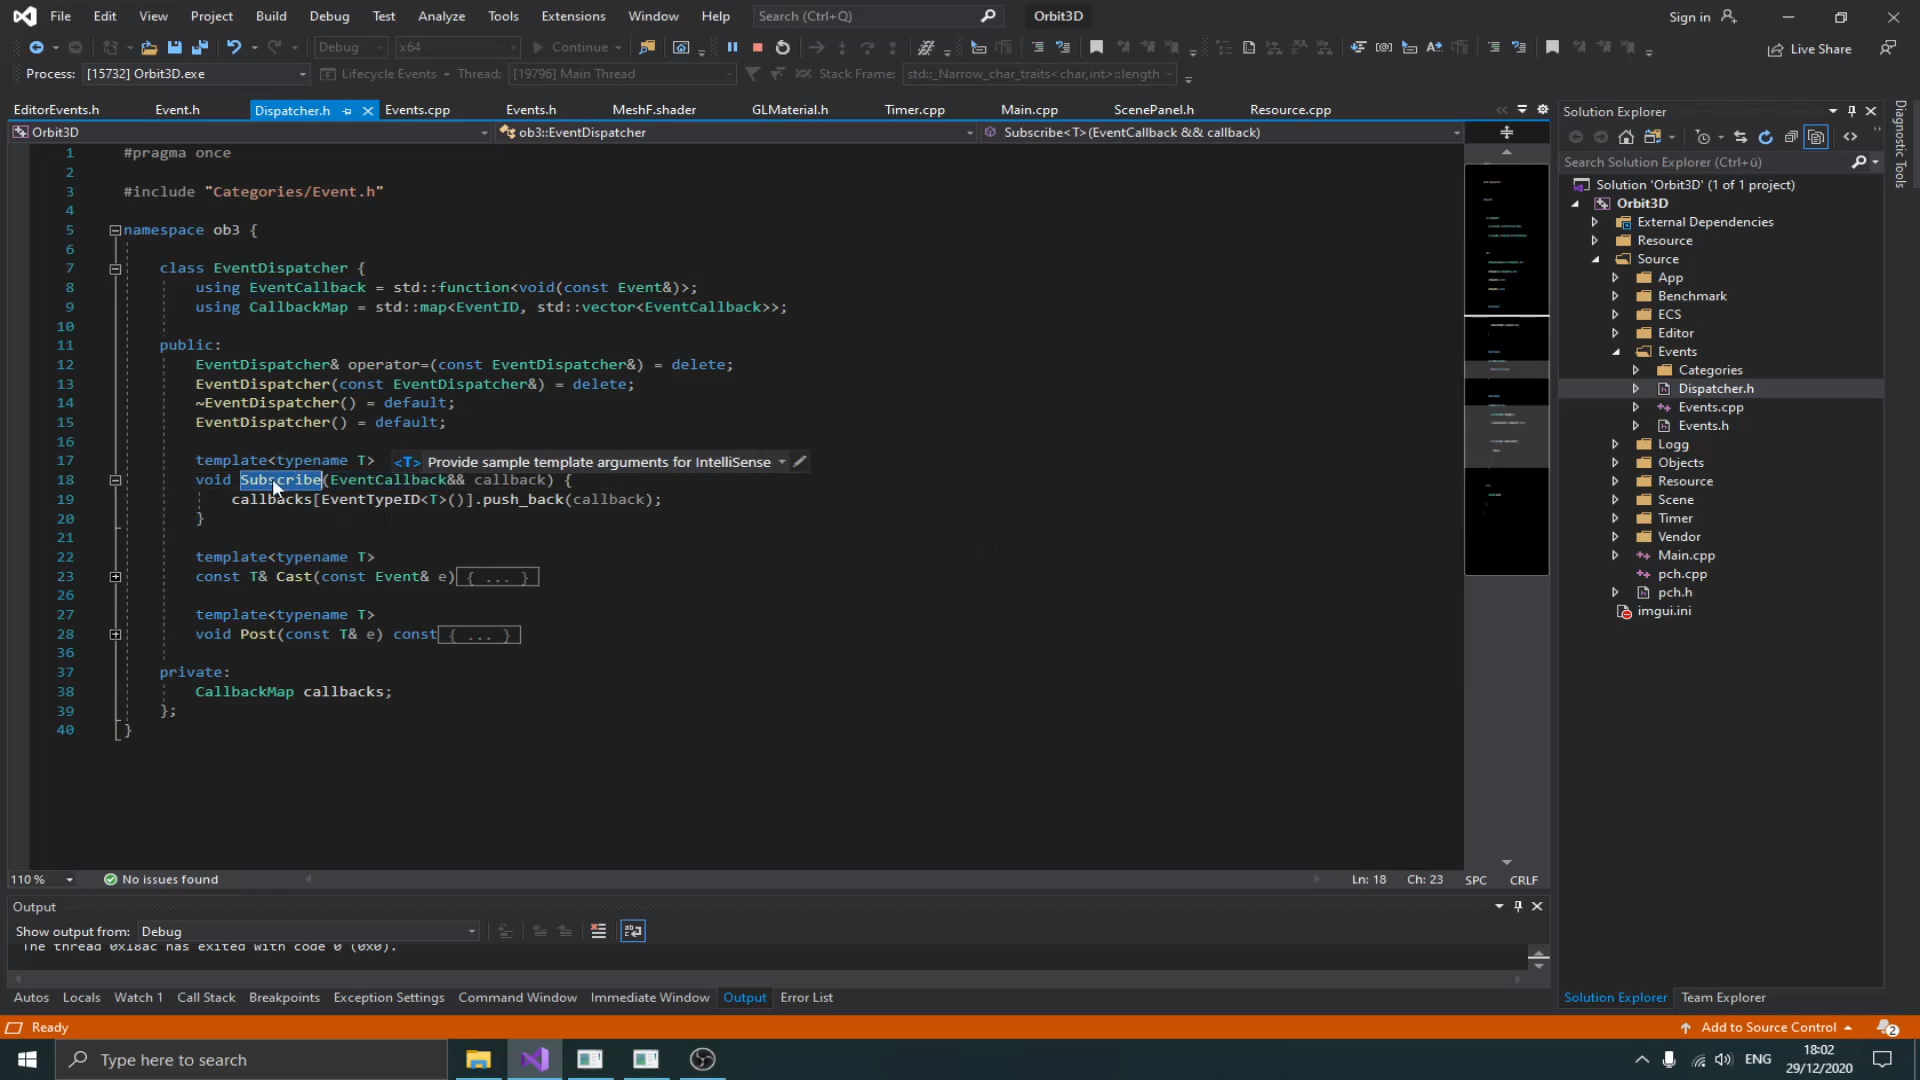 File Edit View Project Build Debug Test Analyze Tools Extensions Window Help Search (Ctrl+Q) Orbit3D Sign in
Debug x64 Continue Live Share
Process: [15732] Orbit3D.exe Lifecycle Events Thread: [19796] Main Thread Stack Frame: std::_Narrow_char_traits<char,int>::length
EditorEvents.h Event.h Dispatcher.h Events.cpp Events.h MeshF.shader GLMaterial.h Timer.cpp Main.cpp ScenePanel.h Resource.cpp
Orbit3D ob3::EventDispatcher Subscribe<T>(EventCallback && callback)
1 #pragma once
2
3 #include "Categories/Event.h"
4
5 namespace ob3 {
6
7 class EventDispatcher {
8 using EventCallback = std::function<void(const Event&)>;
9 using CallbackMap = std::map<EventID, std::vector<EventCallback>>;
10
11 public:
12 EventDispatcher& operator=(const EventDispatcher&) = delete;
13 EventDispatcher(const EventDispatcher&) = delete;
14 ~EventDispatcher() = default;
15 EventDispatcher() = default;
16
17 template<typename T> <T> Provide sample template arguments for IntelliSense
18 void Subscribe(EventCallback&& callback) {
19 callbacks[EventTypeID<T>()].push_back(callback);
20 }
21
22 template<typename T>
23 const T& Cast(const Event& e) { ... }
26
27 template<typename T>
28 void Post(const T& e) const { ... }
36
37 private:
38 CallbackMap callbacks;
39 };
40 }
110 % No issues found Ln: 18 Ch: 23 SPC CRLF
Output
Show output from: Debug
The thread 0x18ac has exited with code 0 (0x0).
Autos Locals Watch 1 Call Stack Breakpoints Exception Settings Command Window Immediate Window Output Error List
Solution Explorer
Search Solution Explorer (Ctrl+ü)
Solution 'Orbit3D' (1 of 1 project)
Orbit3D
External Dependencies
Resource
Source
App
Benchmark
ECS
Editor
Events
Categories
Dispatcher.h
Events.cpp
Events.h
Logg
Objects
Resource
Scene
Timer
Vendor
Main.cpp
pch.cpp
pch.h
imgui.ini
Solution Explorer Team Explorer
Diagnostic Tools
Ready Add to Source Control 2
Type here to search ENG 18:02
29/12/2020